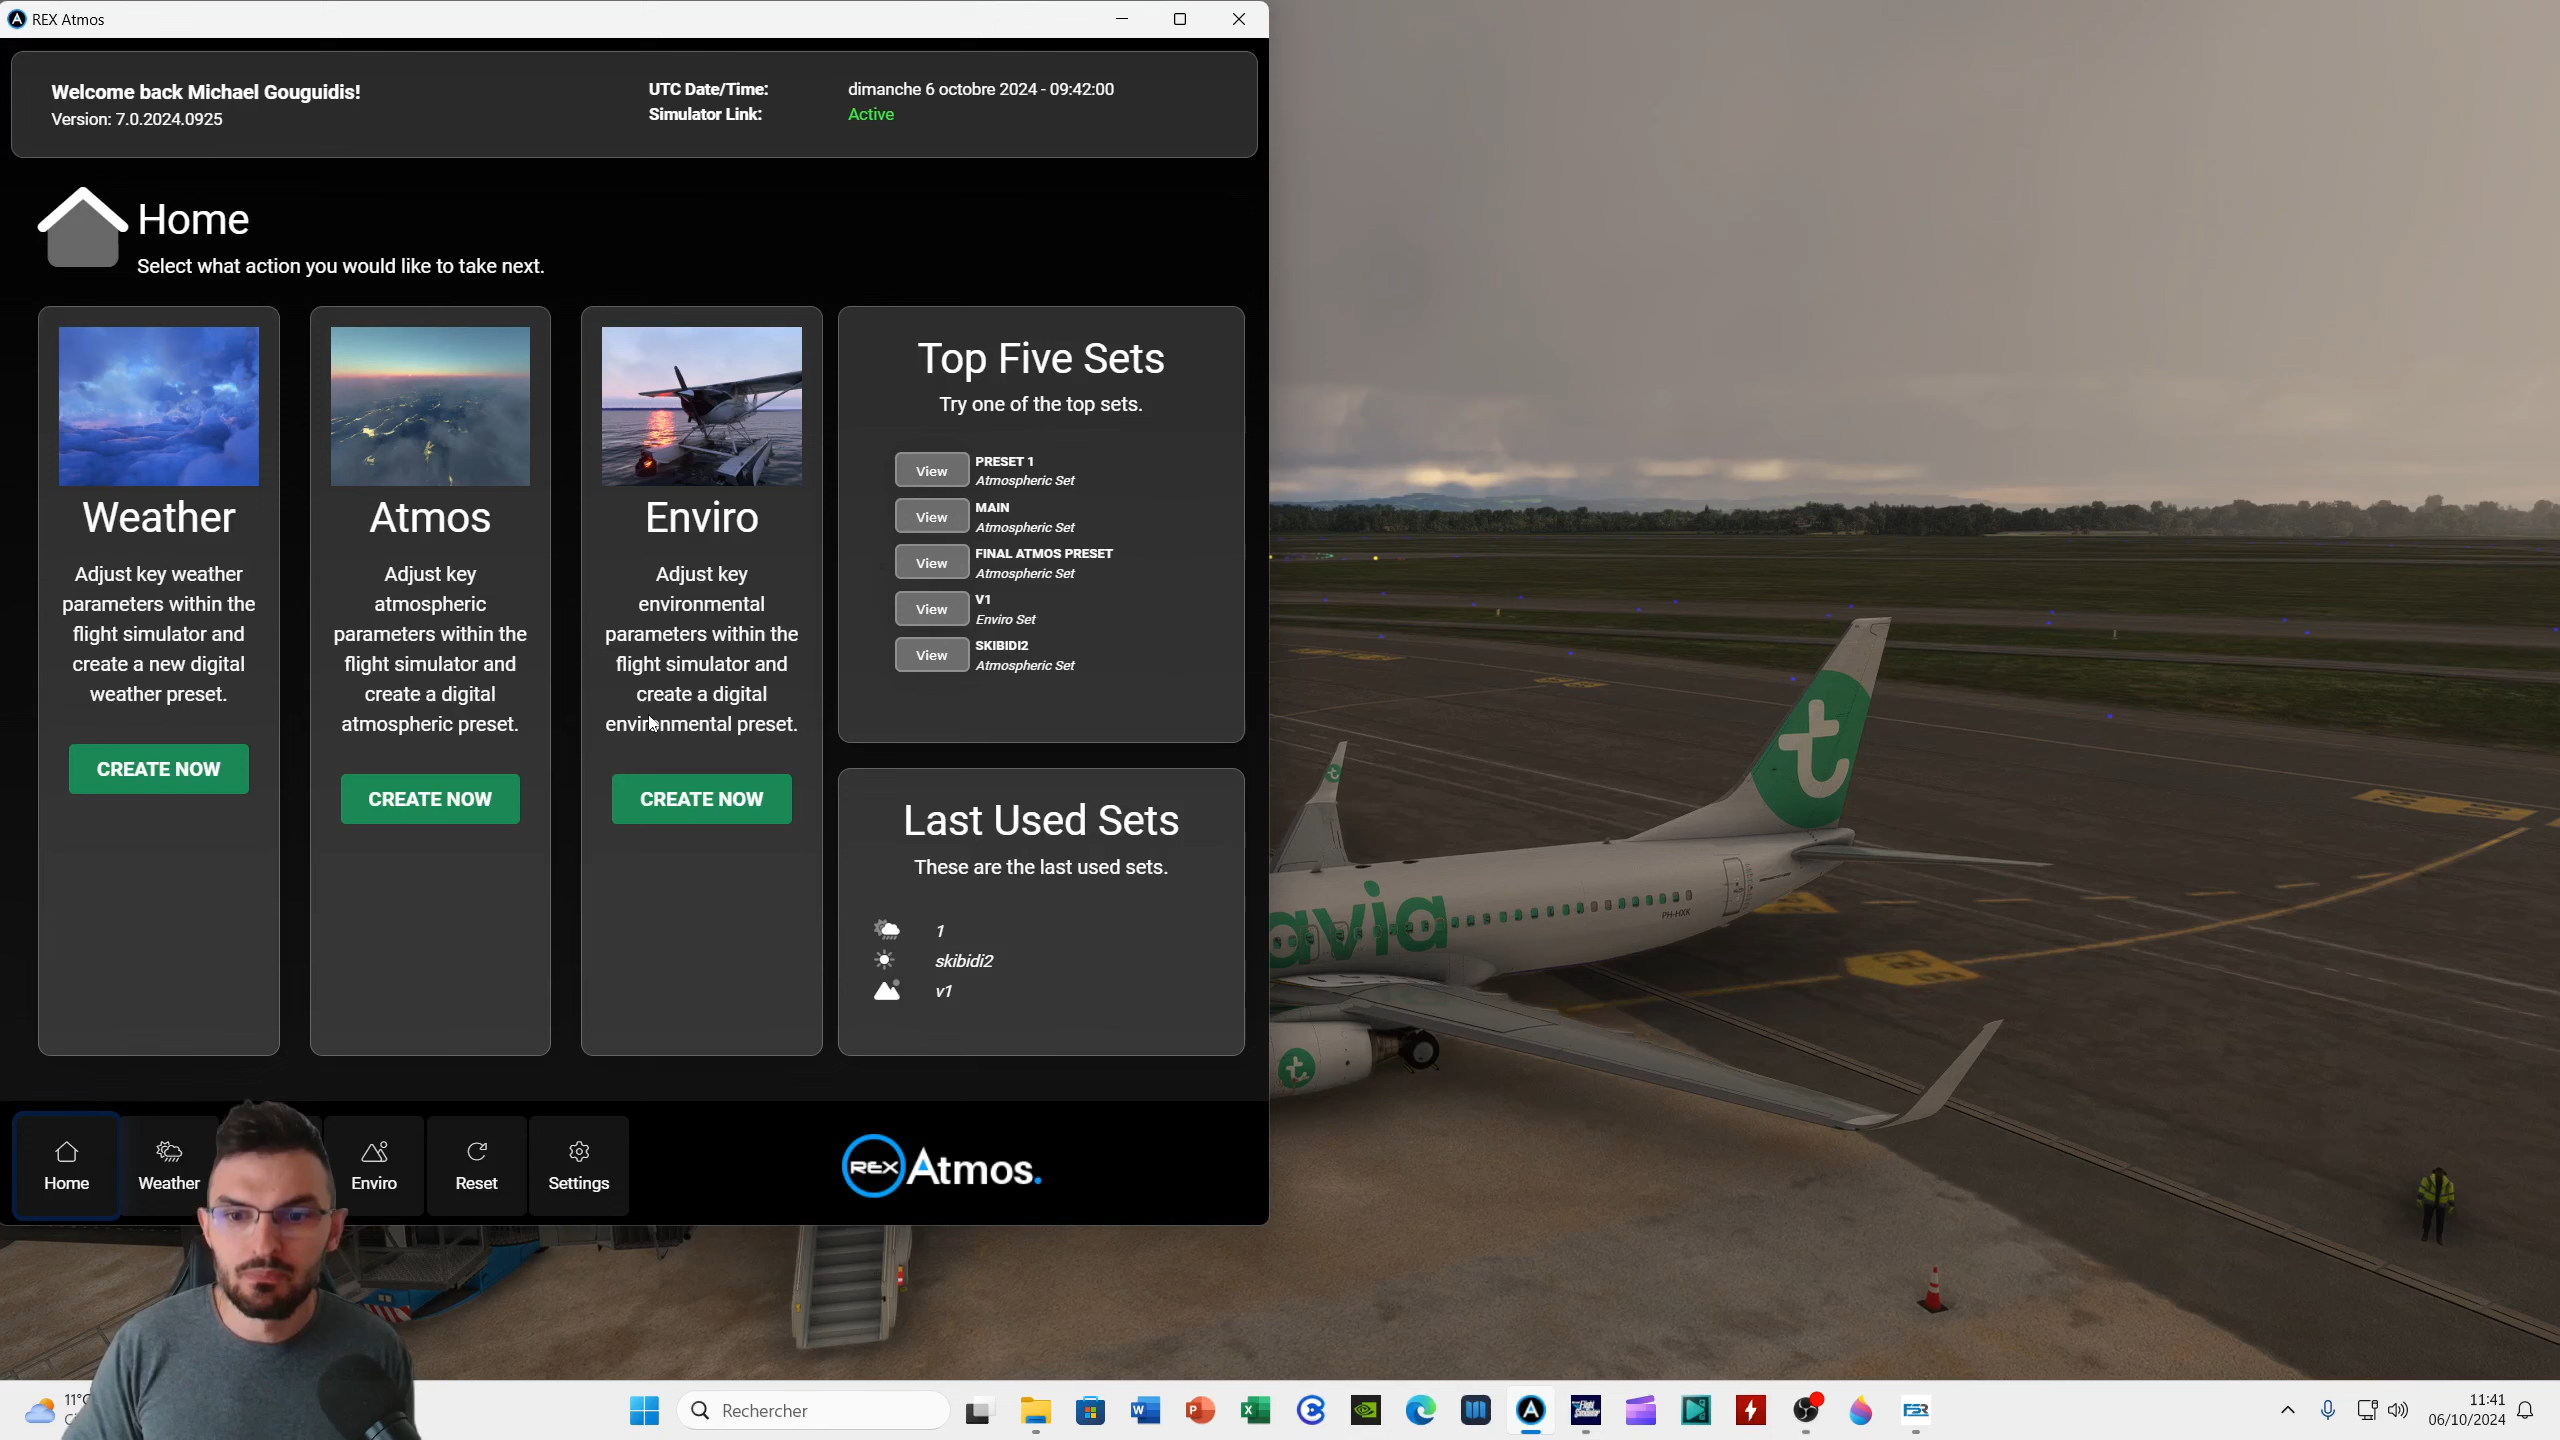 REX Atmos
Welcome back Michael Gouguidis!
Version: 7.0.2024.0925
UTC Date/Time: dimanche 6 octobre 2024 - 09:42:00
Simulator Link: Active
Home
Select what action you would like to take next.
Weather
Adjust key weather
parameters within the
flight simulator and
create a new digital
weather preset.
CREATE NOW
Atmos
Adjust key
atmospheric
parameters within the
flight simulator and
create a digital
atmospheric preset.
CREATE NOW
Enviro
Adjust key
environmental
parameters within the
flight simulator and
create a digital
environmental preset.
CREATE NOW
Top Five Sets
Try one of the top sets.
View PRESET 1
Atmospheric Set
View MAIN
Atmospheric Set
View FINAL ATMOS PRESET
Atmospheric Set
View V1
Enviro Set
View SKIBIDI2
Atmospheric Set
Last Used Sets
These are the last used sets.
1
skibidi2
v1
avia
PH-HXK
Home
Weather
Enviro
Reset
Settings
REX Atmos.
11°C
Rechercher
11:41
06/10/2024